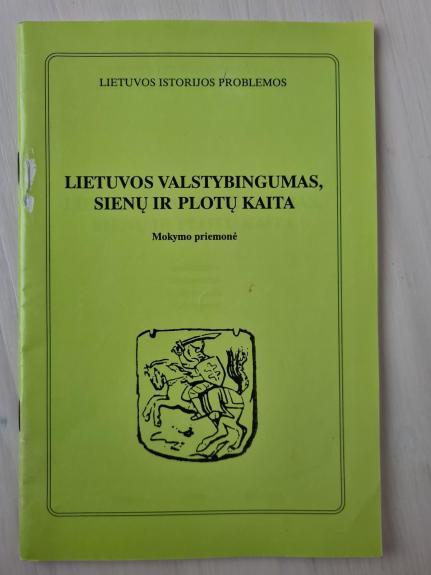 LIETUVOS ISTORIJOS PROBLEMOS
LIETUVOS VALSTYBINGUMAS,
SIENŲ IR PLOTŲ KAITA
Mokymo priemonė